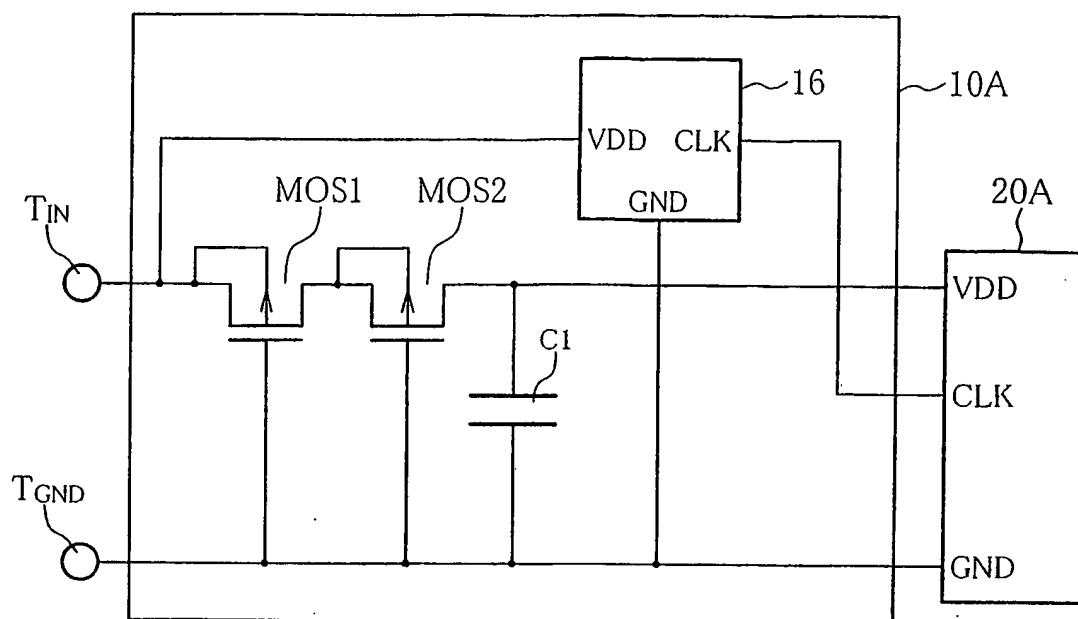 16
10A
VDD
CLK
GND
MOS1
MOS2
TIN
20A
VDD
C1
CLK
TGND
GND